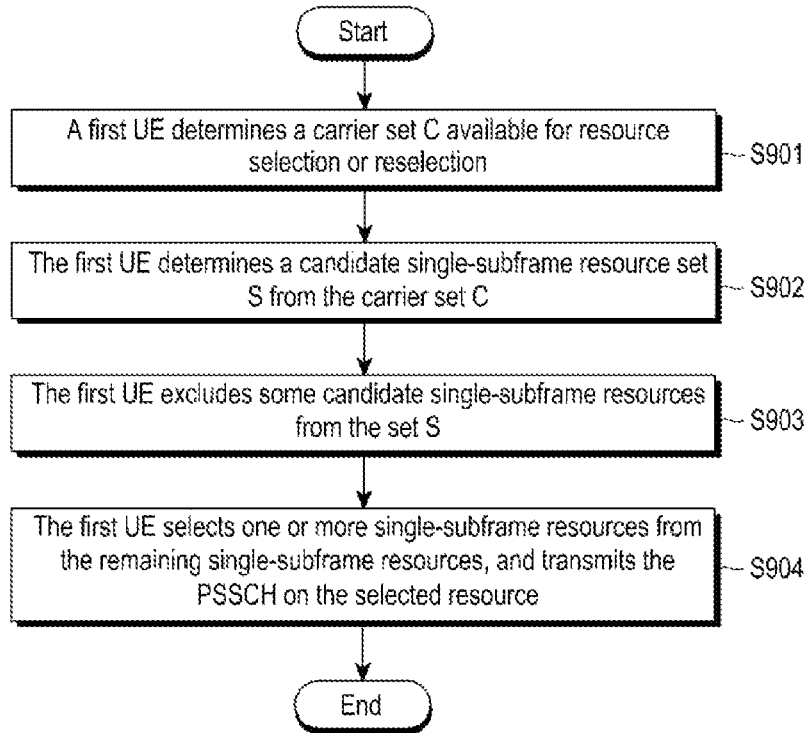 Start
A first UE determines a carrier set C available for resource
selection or reselection
S901
The first UE determines a candidate single-subframe resource set
S from the carrier set C
S902
The first UE excludes some candidate single-subframe resources
from the set S
S903
The first UE selects one or more single-subframe resources from
the remaining single-subframe resources, and transmits the
PSSCH on the selected resource
S904
End